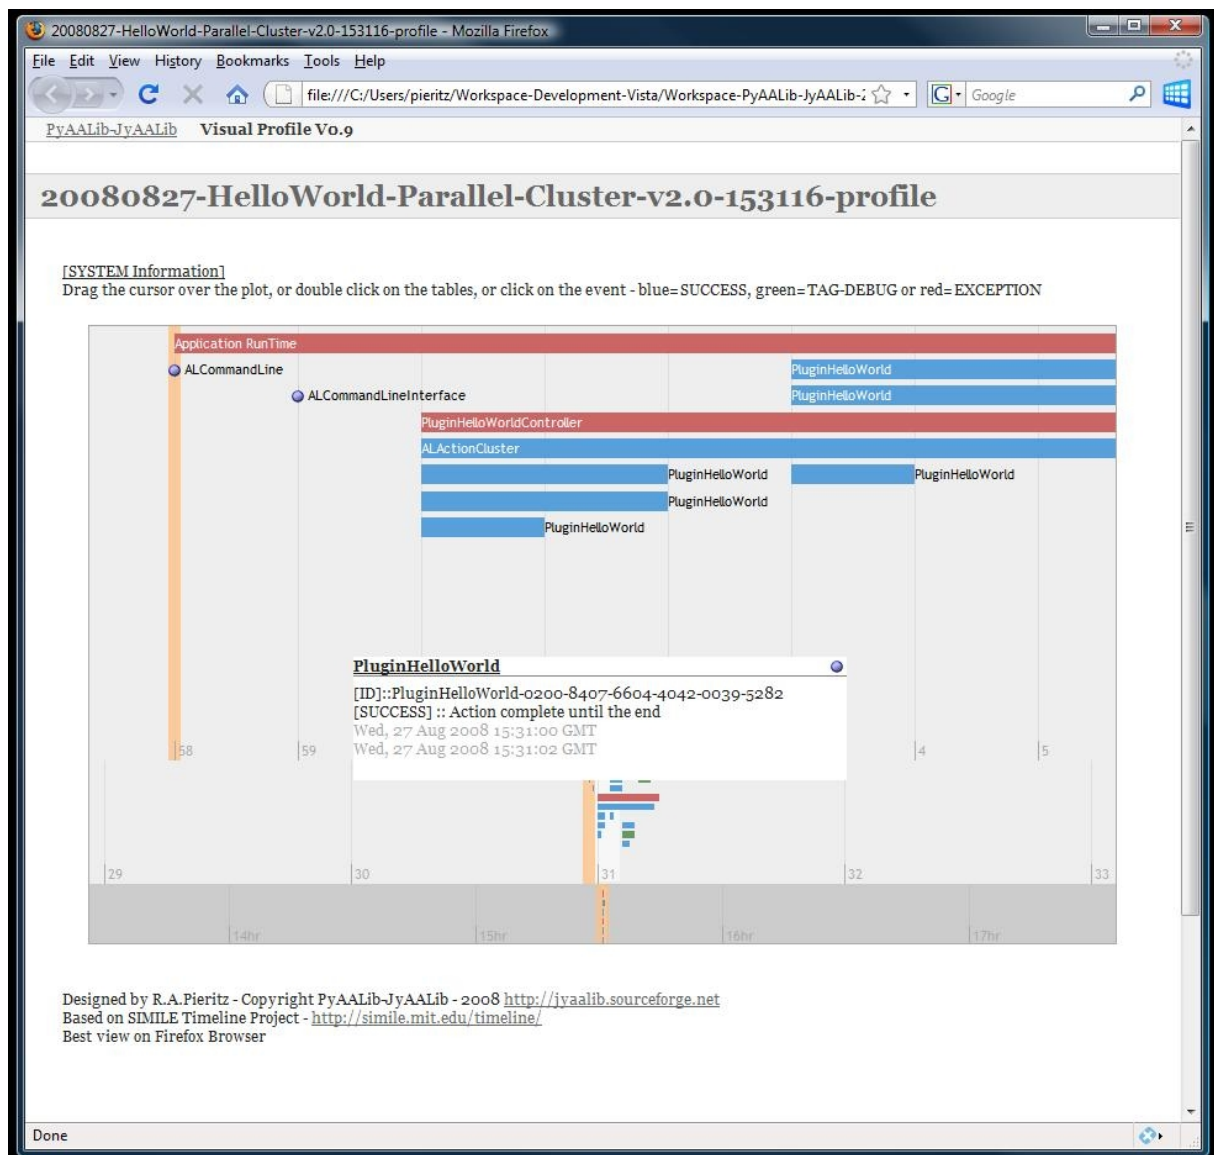 20080827-HelloWorld-Parallel-Cluster-v2.0-153116-profile - Mozilla Firefox
File Edit View History Bookmarks Tools Help
file:///C:/Users/pieritz/Workspace-Development-Vista/Workspace-PyAALib-JyAALib-
G Google
PyAALib-JyAALib Visual Profile V0.9
20080827-HelloWorld-Parallel-Cluster-v2.0-153116-profile
[SYSTEM Information]
Drag the cursor over the plot, or double click on the tables, or click on the event - blue=SUCCESS, green=TAG-DEBUG or red=EXCEPTION
Application RunTime
ALCommandLine PluginHelloWorld
ALCommandLineInterface PluginHelloWorld
PluginHelloWorldController
ALActionCluster
PluginHelloWorld PluginHelloWorld
PluginHelloWorld
PluginHelloWorld
PluginHelloWorld
[ID]::PluginHelloWorld-0200-8407-6604-4042-0039-5282
[SUCCESS] :: Action complete until the end
Wed, 27 Aug 2008 15:31:00 GMT
Wed, 27 Aug 2008 15:31:02 GMT
58 59 4 5
29 30 31 32 33
14hr 15hr 16hr 17hr
Designed by R.A.Pieritz - Copyright PyAALib-JyAALib - 2008 http://jyaalib.sourceforge.net
Based on SIMILE Timeline Project - http://simile.mit.edu/timeline/
Best view on Firefox Browser
Done